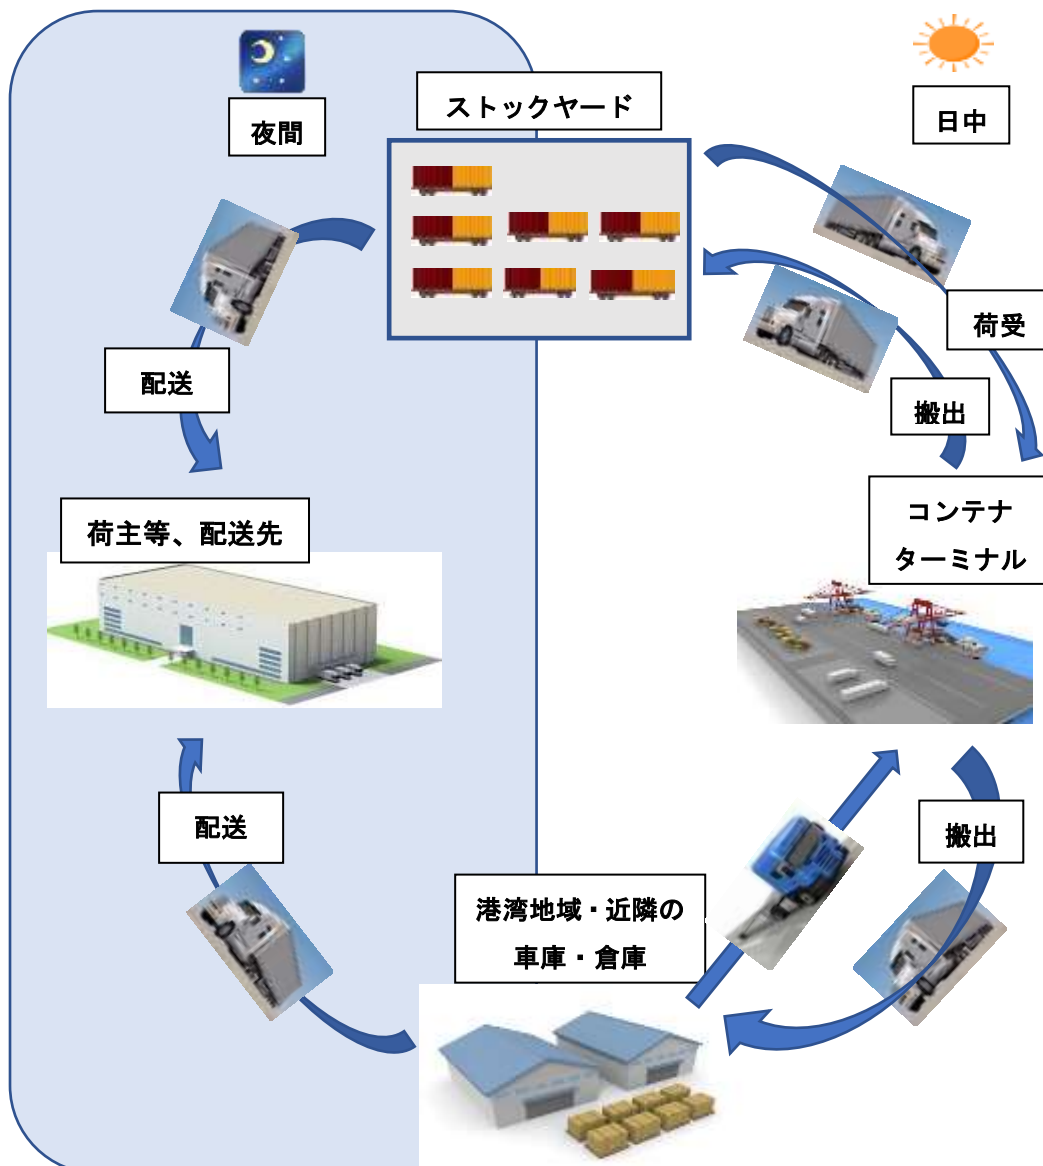 夜間
ストックヤード
日中
荷受
搬出
配送
荷主等、配送先
コンテナ
ターミナル
配送
搬出
港湾地域・近隣の
車庫・倉庫